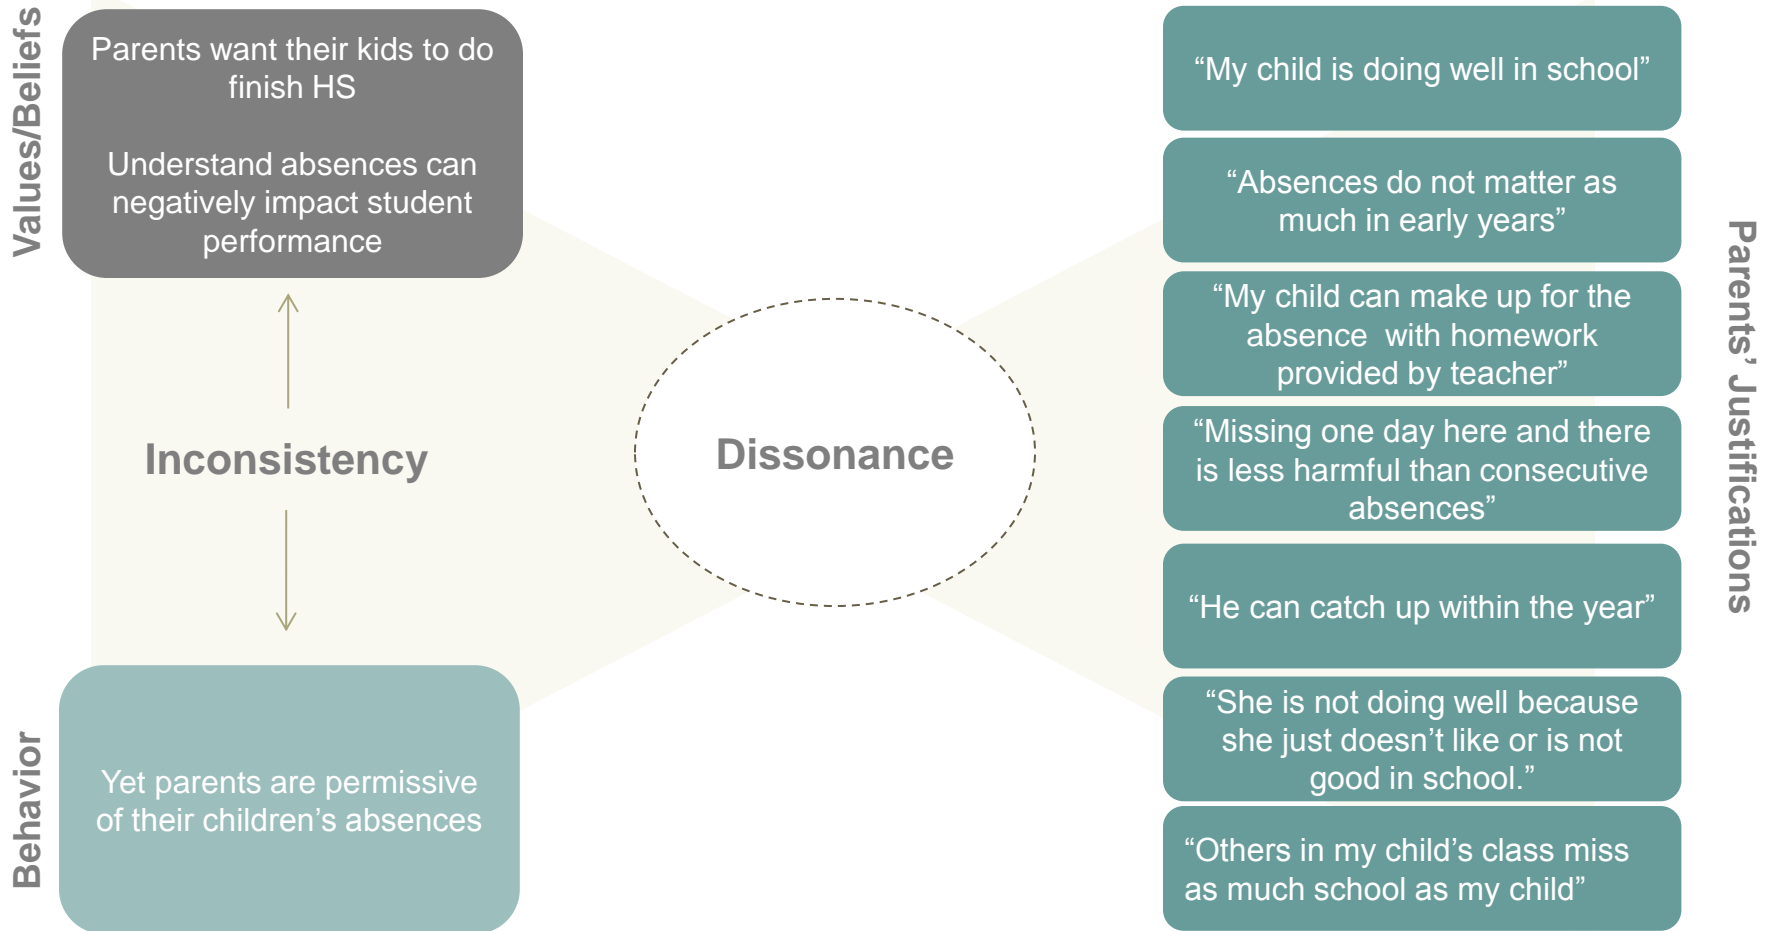 Values/Beliefs
Parents want their kids to do
finish HS
Understand absences can
negatively impact student
performance
Inconsistency
Behavior
Yet parents are permissive
of their children’s absences
Dissonance
“My child is doing well in school”
“Absences do not matter as
much in early years”
“My child can make up for the
absence  with homework
provided by teacher”
“Missing one day here and there
is less harmful than consecutive
absences”
“He can catch up within the year”
“She is not doing well because
she just doesn’t like or is not
good in school.”
“Others in my child’s class miss
as much school as my child”
Parents’ Justifications